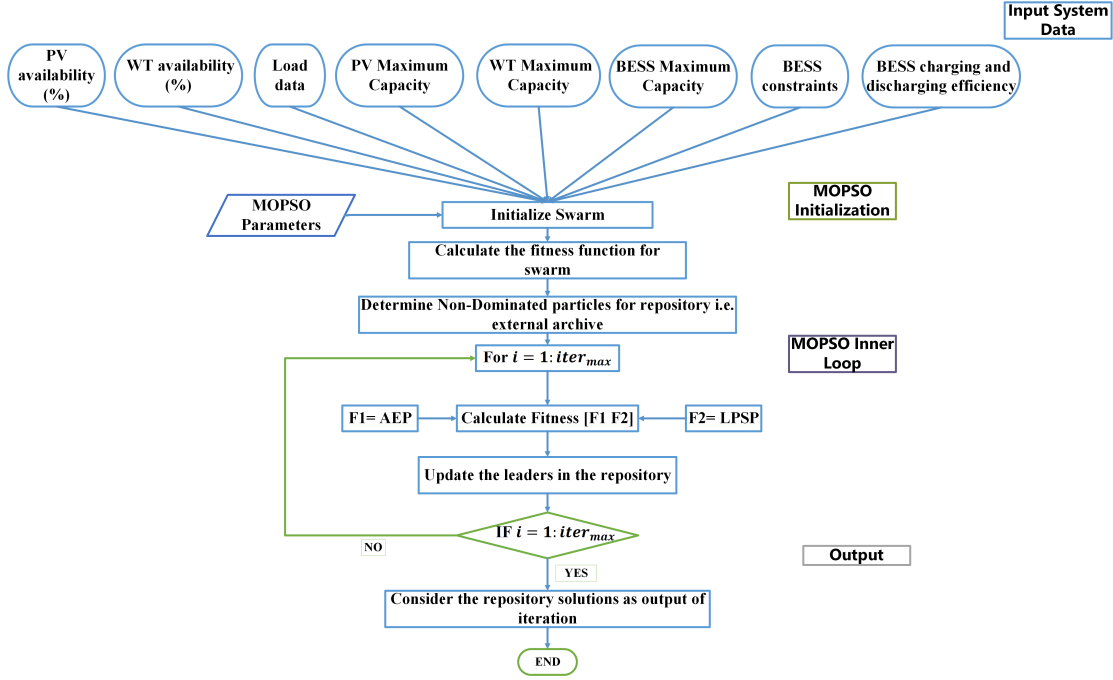 Input System
Data
PV
availability
(%)
WT availability
(%)
Load
data
PV Maximum
Capacity
WT Maximum
Capacity
BESS Maximum
Capacity
BESS
constraints
BESS charging and
discharging efficiency
MOPSO
Initialization
MOPSO
Parameters
Initialize Swarm
Calculate the fitness function for
swarm
Determine Non-Dominated particles for repository i.e.
external archive
MOPSO Inner
Loop
For i = 1: iter_max
F1= AEP
Calculate Fitness [F1 F2]
F2= LPSP
Update the leaders in the repository
IF i = 1: iter_max
NO
Output
YES
Consider the repository solutions as output of
iteration
END